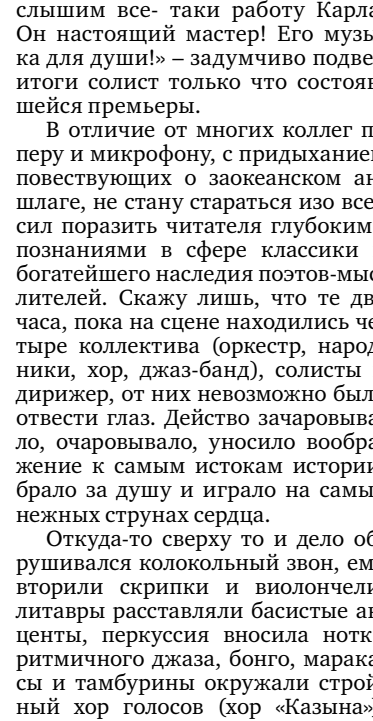 слышим все- таки работу Карла
Он настоящий мастер! Его музы
ка для души!» – задумчиво подве
итоги солист только что состояв
шейся премьеры.
В отличие от многих коллег п
перу и микрофону, с придыханием
повествующих о заокеанском ан
шлаге, не стану стараться изо все
сил поразить читателя глубоким
познаниями в сфере классики
богатейшего наследия поэтов-мыс
лителей. Скажу лишь, что те дв
часа, пока на сцене находились че
тыре коллектива (оркестр, народ
ники, хор, джаз-банд), солисты
дирижер, от них невозможно был
отвести глаз. Действо зачаровыва
ло, очаровывало, уносило вообра
жение к самым истокам истории
брало за душу и играло на самы
нежных струнах сердца.
Откуда-то сверху то и дело об
рушивался колокольный звон, ем
вторили скрипки и виолончели
литавры расставляли басистые ак
центы, перкуссия вносила нотк
ритмичного джаза, бонго, марака
сы и тамбурины окружали строй
ный хор голосов (хор «Казына»)